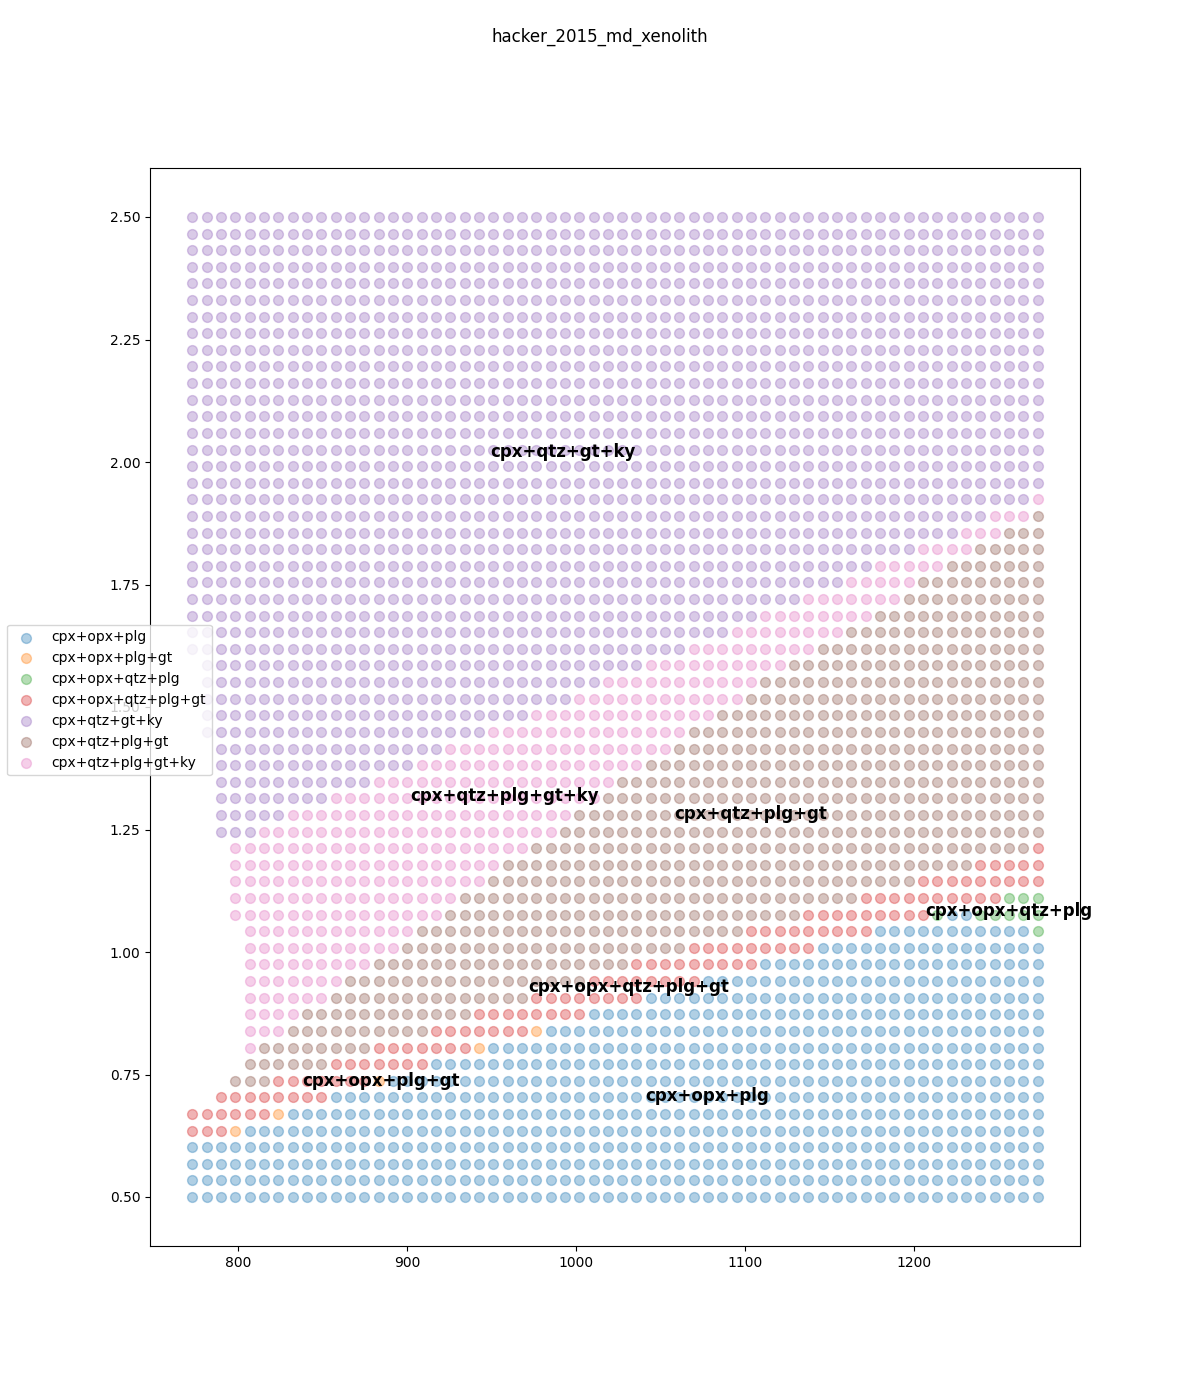 hacker_2015_md_xenolith
2.50
2.25
2.00
1.75
1.50
1.25
1.00
0.75
0.50
cpx+opx+plg
cpx+opx+plg+gt
cpx+opx+qtz+plg
cpx+opx+qtz+plg+gt
cpx+qtz+gt+ky
cpx+qtz+plg+gt
cpx+qtz+plg+gt+ky
cpx+qtz+gt+ky
cpx+qtz+plg+gt+ky
cpx+qtz+plg+gt
cpx+opx+qtz+plg
cpx+opx+qtz+plg+gt
cpx+opx+plg+gt
cpx+opx+plg
800
900
1000
1100
1200